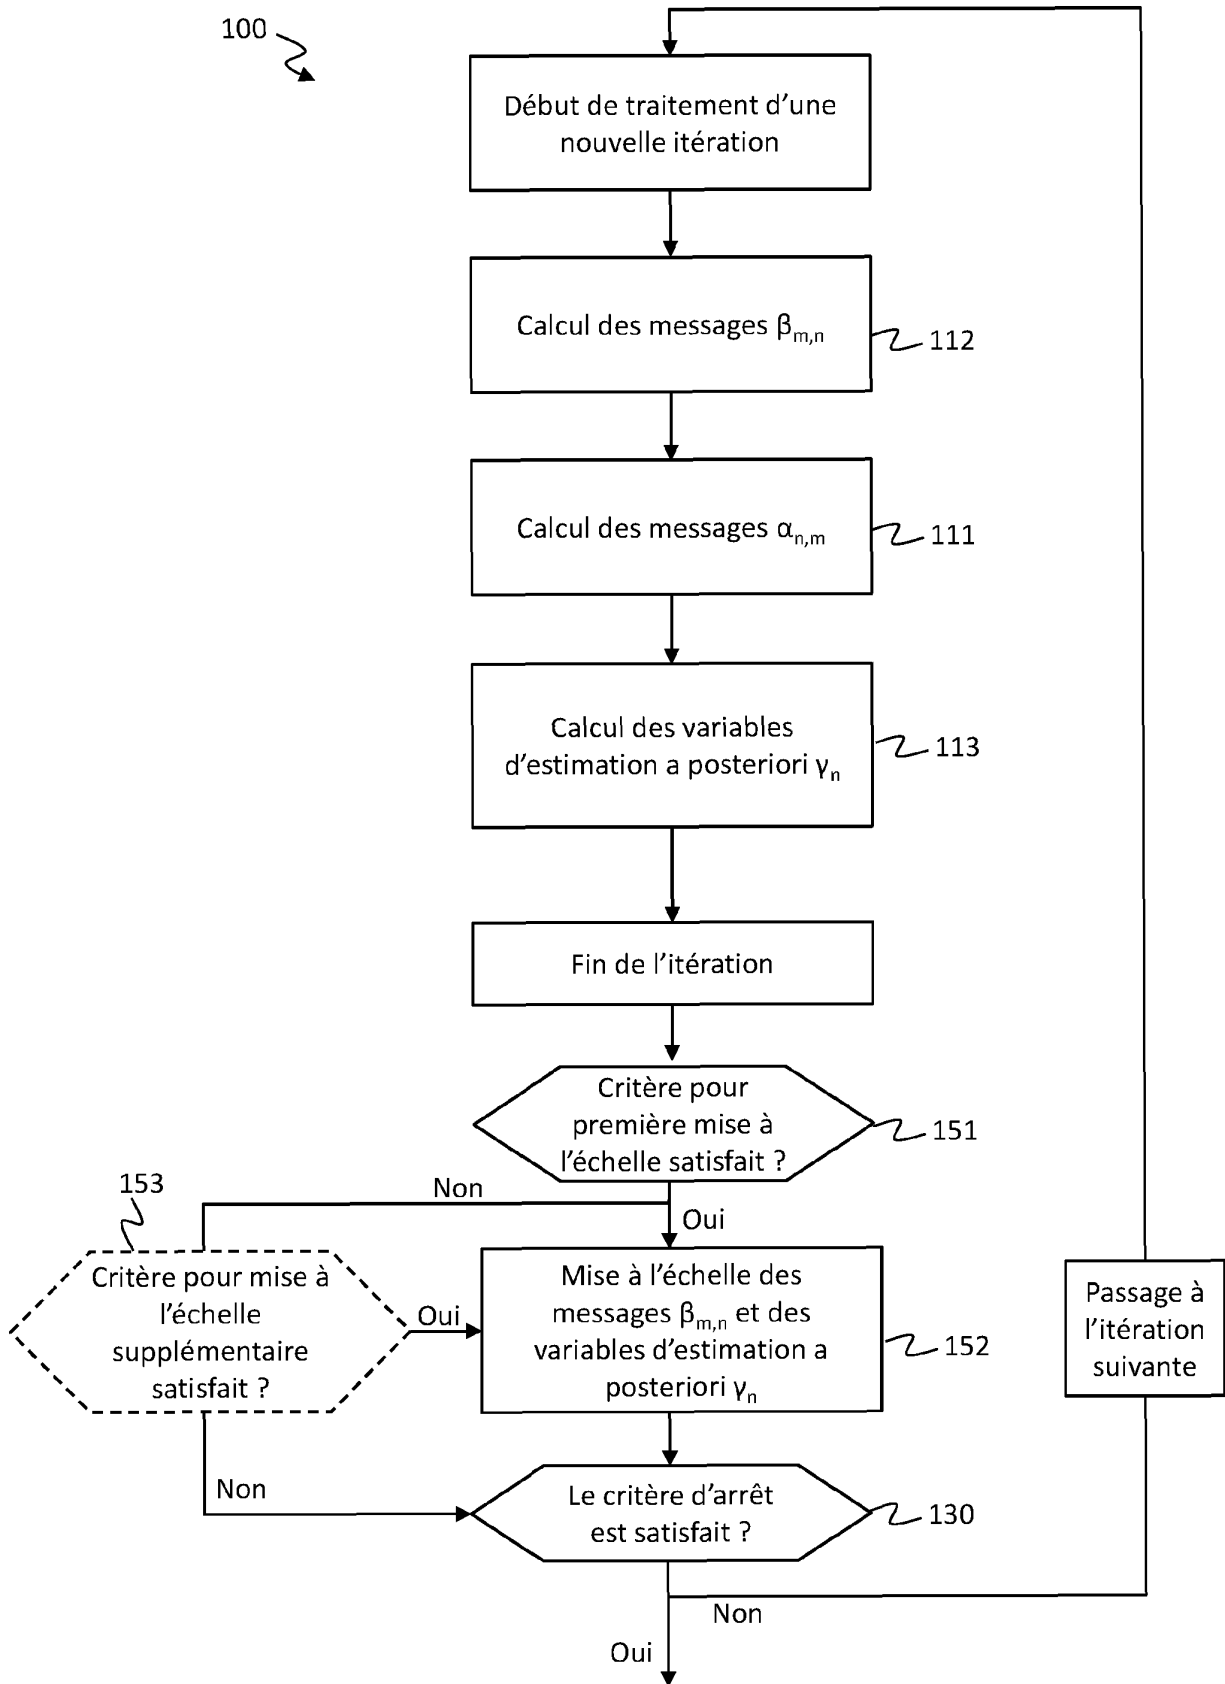 100
Début de traitement d'une
nouvelle itération
Calcul des messages βm,n
112
Calcul des messages αn,m
111
Calcul des variables
d'estimation a posteriori γn
113
Fin de l'itération
Critère pour
première mise à
l'échelle satisfait ?
151
153
Non
Oui
Critère pour mise à
l'échelle
supplémentaire
satisfait ?
Oui
Mise à l'échelle des
messages βm,n et des
variables d'estimation a
posteriori γn
152
Passage à
l'itération
suivante
Non
Le critère d'arrêt
est satisfait ?
130
Non
Oui